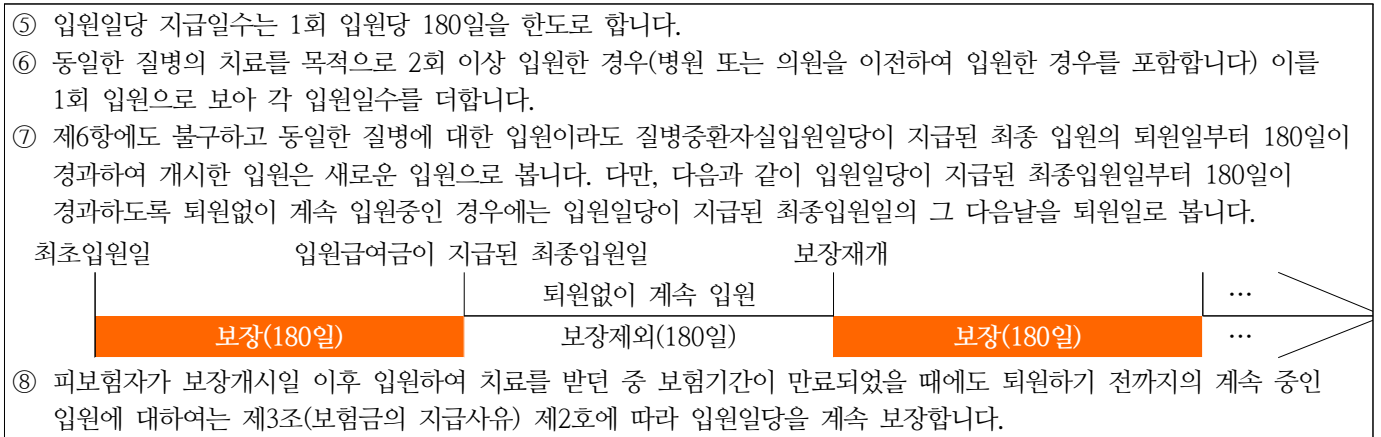 ⑤ 입원일당 지급일수는 1회 입원당 180일을 한도로 합니다.
⑥ 동일한 질병의 치료를 목적으로 2회 이상 입원한 경우(병원 또는 의원을 이전하여 입원한 경우를 포함합니다) 이를
1회 입원으로 보아 각 입원일수를 더합니다.
⑦ 제6항에도 불구하고 동일한 질병에 대한 입원이라도 질병중환자실입원일당이 지급된 최종 입원의 퇴원일부터 180일이
경과하여 개시한 입원은 새로운 입원으로 봅니다. 다만, 다음과 같이 입원일당이 지급된 최종입원일부터 180일이
경과하도록 퇴원없이 계속 입원중인 경우에는 입원일당이 지급된 최종입원일의 그 다음날을 퇴원일로 봅니다.
최초입원일 입원급여금이 지급된 최종입원일 보장재개
퇴원없이 계속 입원 …
보장(180일) 보장제외(180일) 보장(180일) …
⑧ 피보험자가 보장개시일 이후 입원하여 치료를 받던 중 보험기간이 만료되었을 때에도 퇴원하기 전까지의 계속 중인
입원에 대하여는 제3조(보험금의 지급사유) 제2호에 따라 입원일당을 계속 보장합니다.